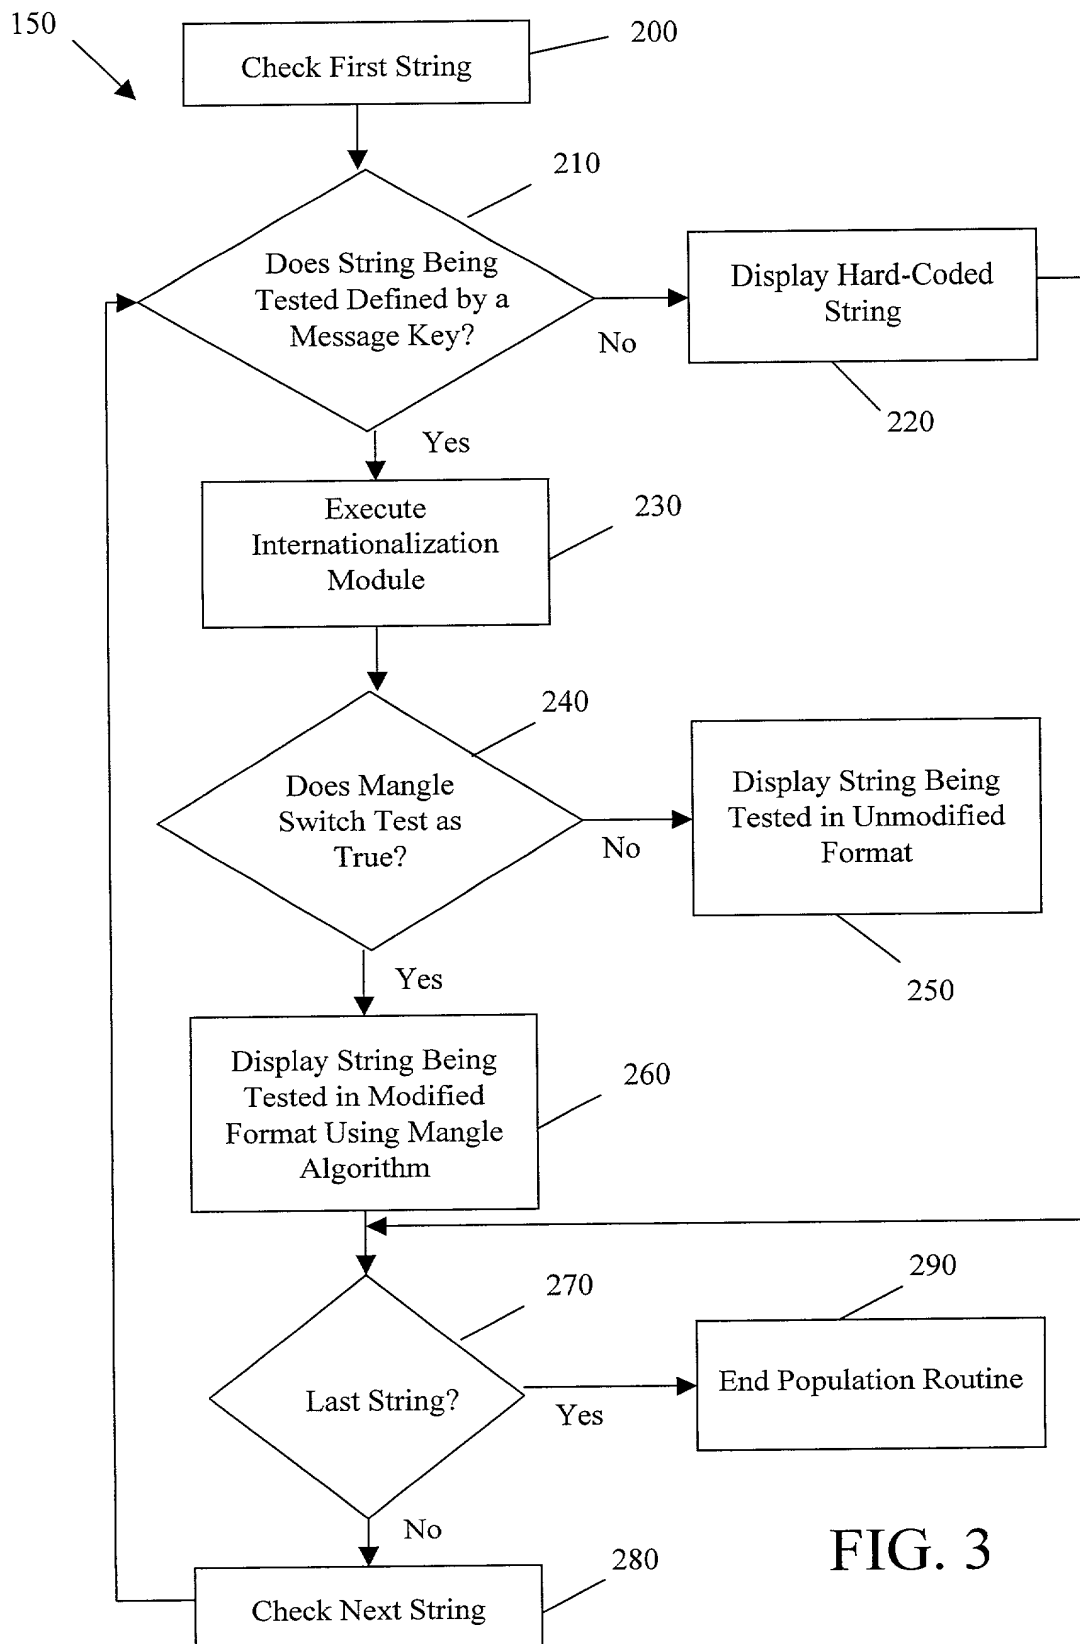 150
Check First String
200
210
Does String Being
Tested Defined by a
Message Key?
No
Display Hard-Coded
String
220
Yes
Execute
Internationalization
Module
230
240
Does Mangle
Switch Test as
True?
No
Display String Being
Tested in Unmodified
Format
250
Yes
Display String Being
Tested in Modified
Format Using Mangle
Algorithm
260
270
Last String?
Yes
290
End Population Routine
No
280
Check Next String
FIG. 3